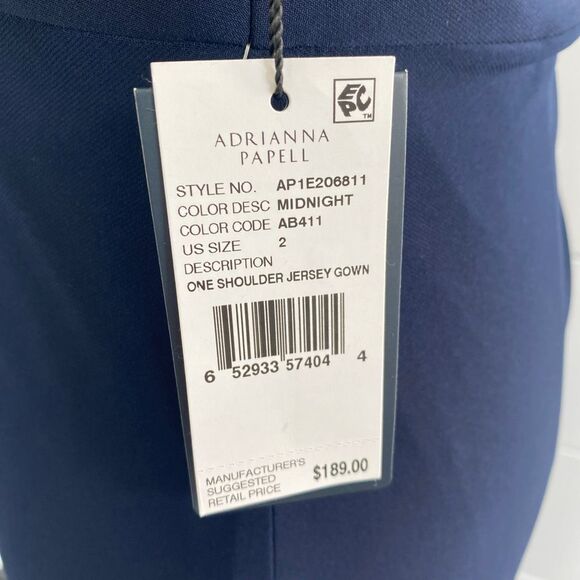 EPC
TM
ADRIANNA
PAPELL
STYLE NO. AP1E206811
COLOR DESC MIDNIGHT
COLOR CODE AB411
US SIZE 2
DESCRIPTION
ONE SHOULDER JERSEY GOWN
6 52933 57404 4
MANUFACTURER'S
SUGGESTED
RETAIL PRICE
$189.00